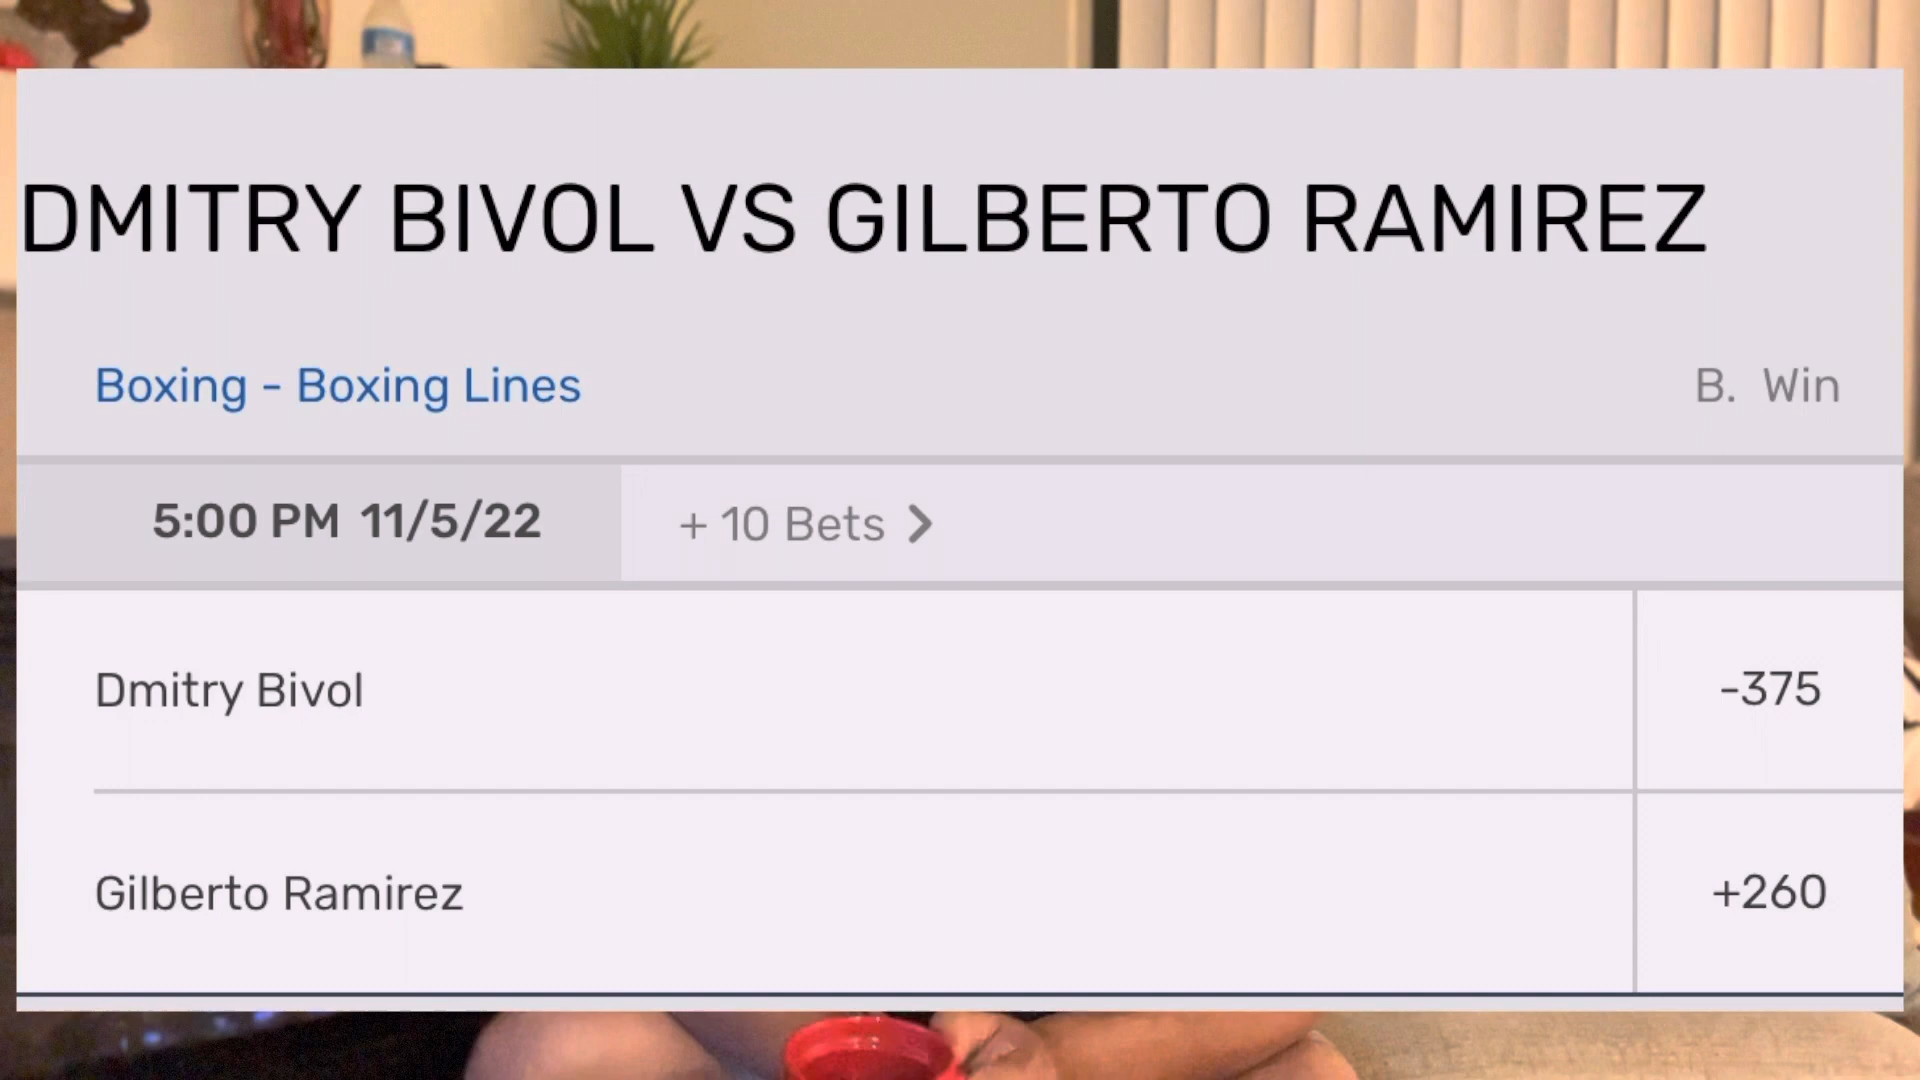 DMITRY BIVOL VS GILBERTO RAMIREZ
Boxing - Boxing Lines B. Win
5:00 PM 11/5/22 + 10 Bets >
Dmitry Bivol -375
Gilberto Ramirez +260